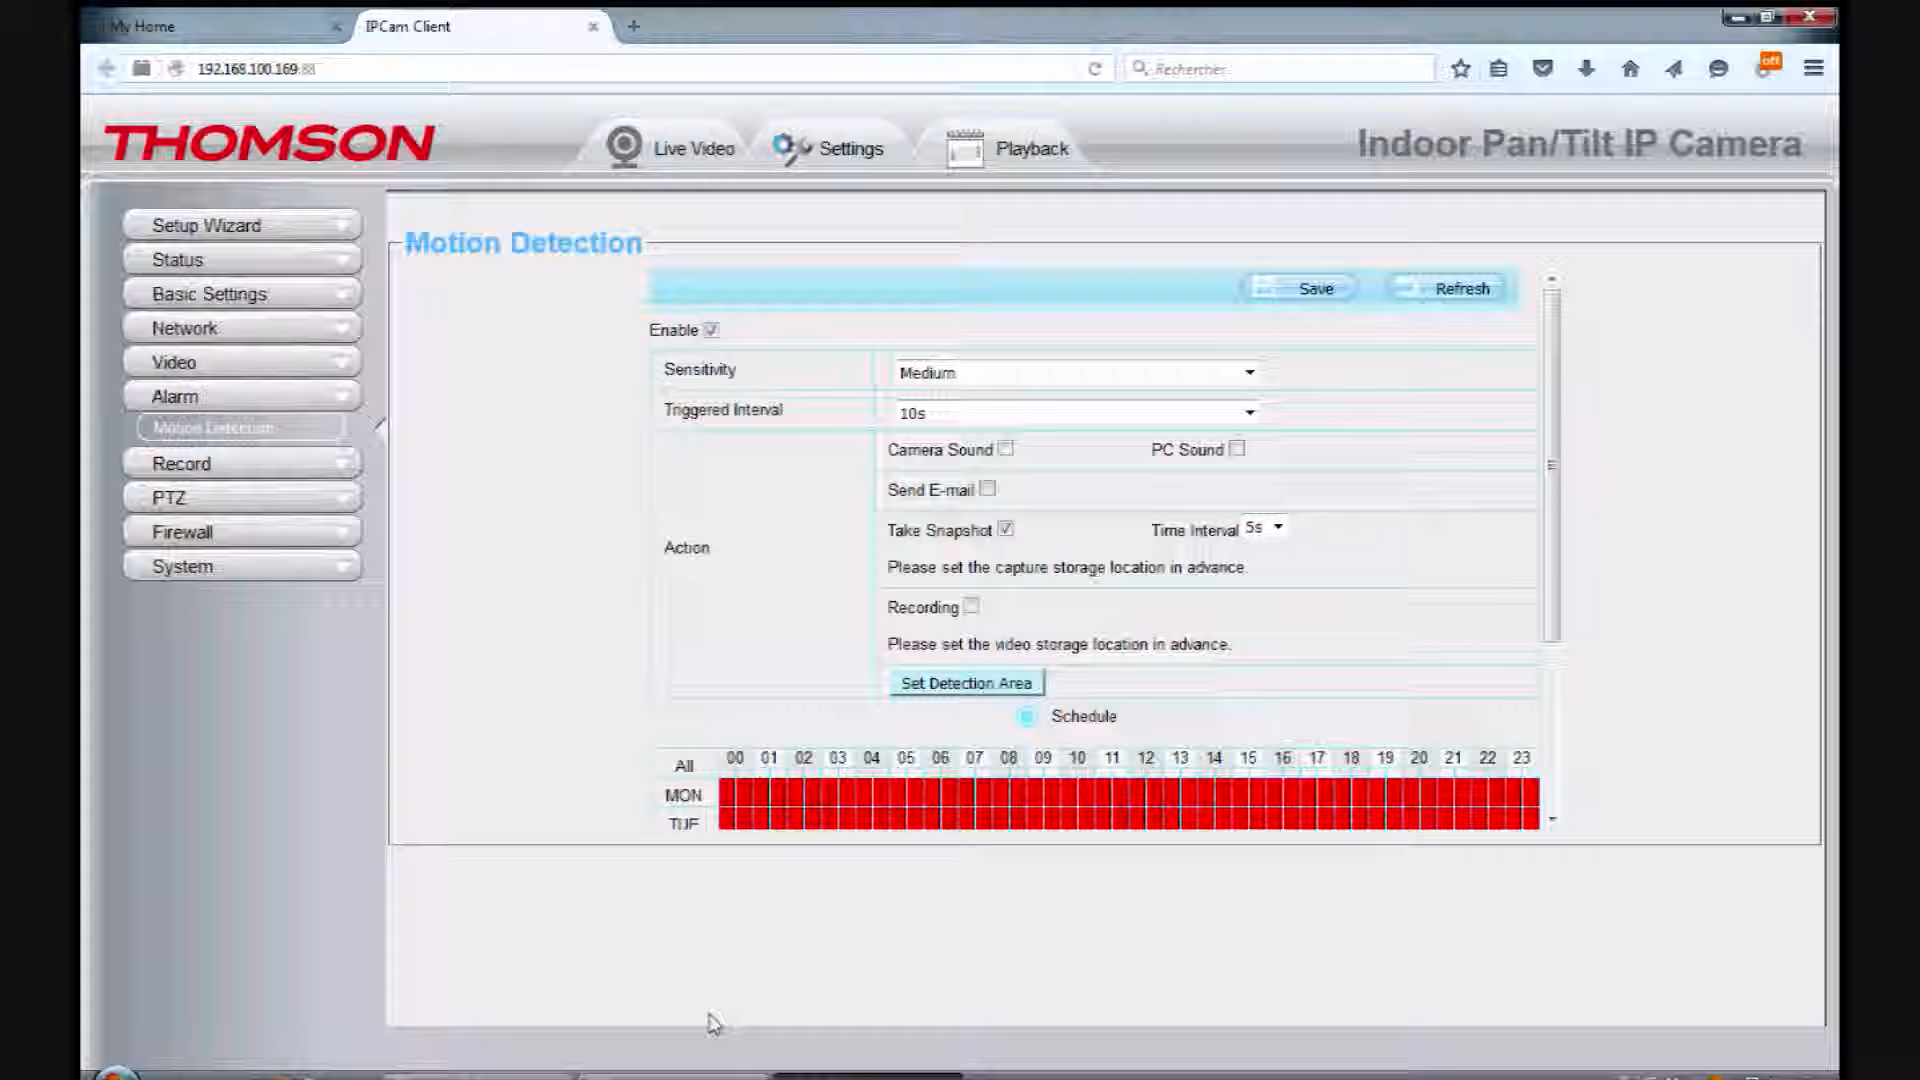 My Home
IPCam Client
192.168.100.169:88
Rechercher
off
THOMSON
Live Video
Settings
Playback
Indoor Pan/Tilt IP Camera
Setup Wizard
Status
Basic Settings
Network
Video
Alarm
Motion Detection
Record
PTZ
Firewall
System
Motion Detection
Save
Refresh
Enable
Sensitivity
Medium
Triggered Interval
10s
Action
Camera Sound
PC Sound
Send E-mail
Take Snapshot
Time Interval 5s
Please set the capture storage location in advance.
Recording
Please set the video storage location in advance.
Set Detection Area
Schedule
All 00 01 02 03 04 05 06 07 08 09 10 11 12 13 14 15 16 17 18 19 20 21 22 23
MON
TUE